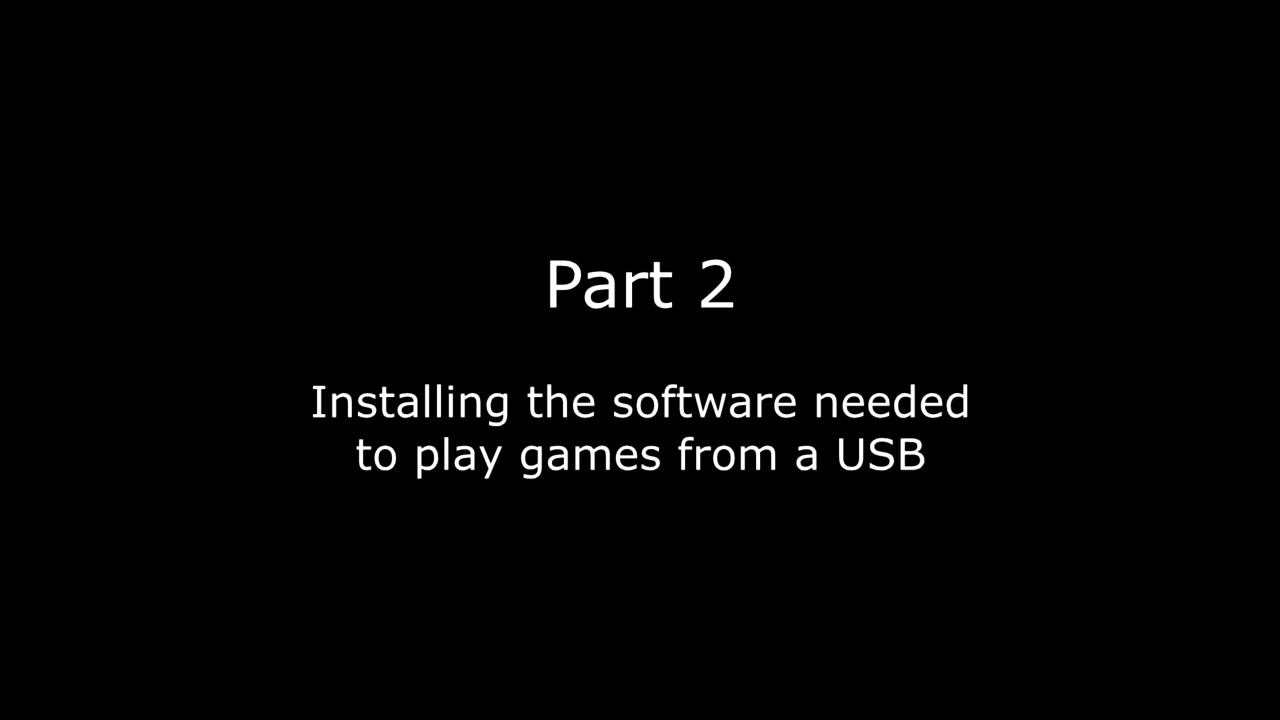 Part 2
Installing the software needed
to play games from a USB